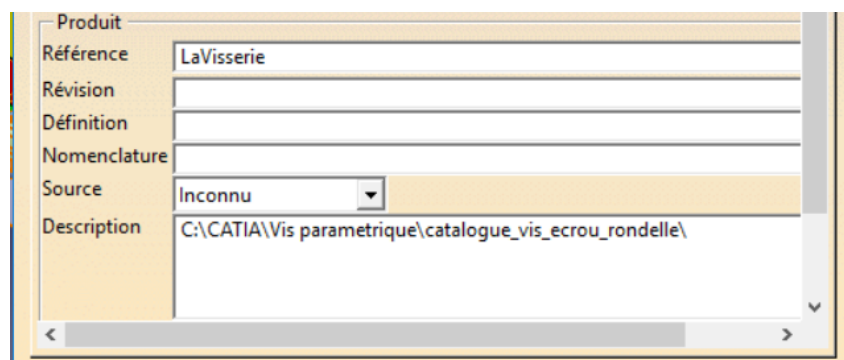 Produit
Référence LaVisserie
Révision
Définition
Nomenclature
Source Inconnu
Description C:\CATIA\Vis parametrique\catalogue_vis_ecrou_rondelle\